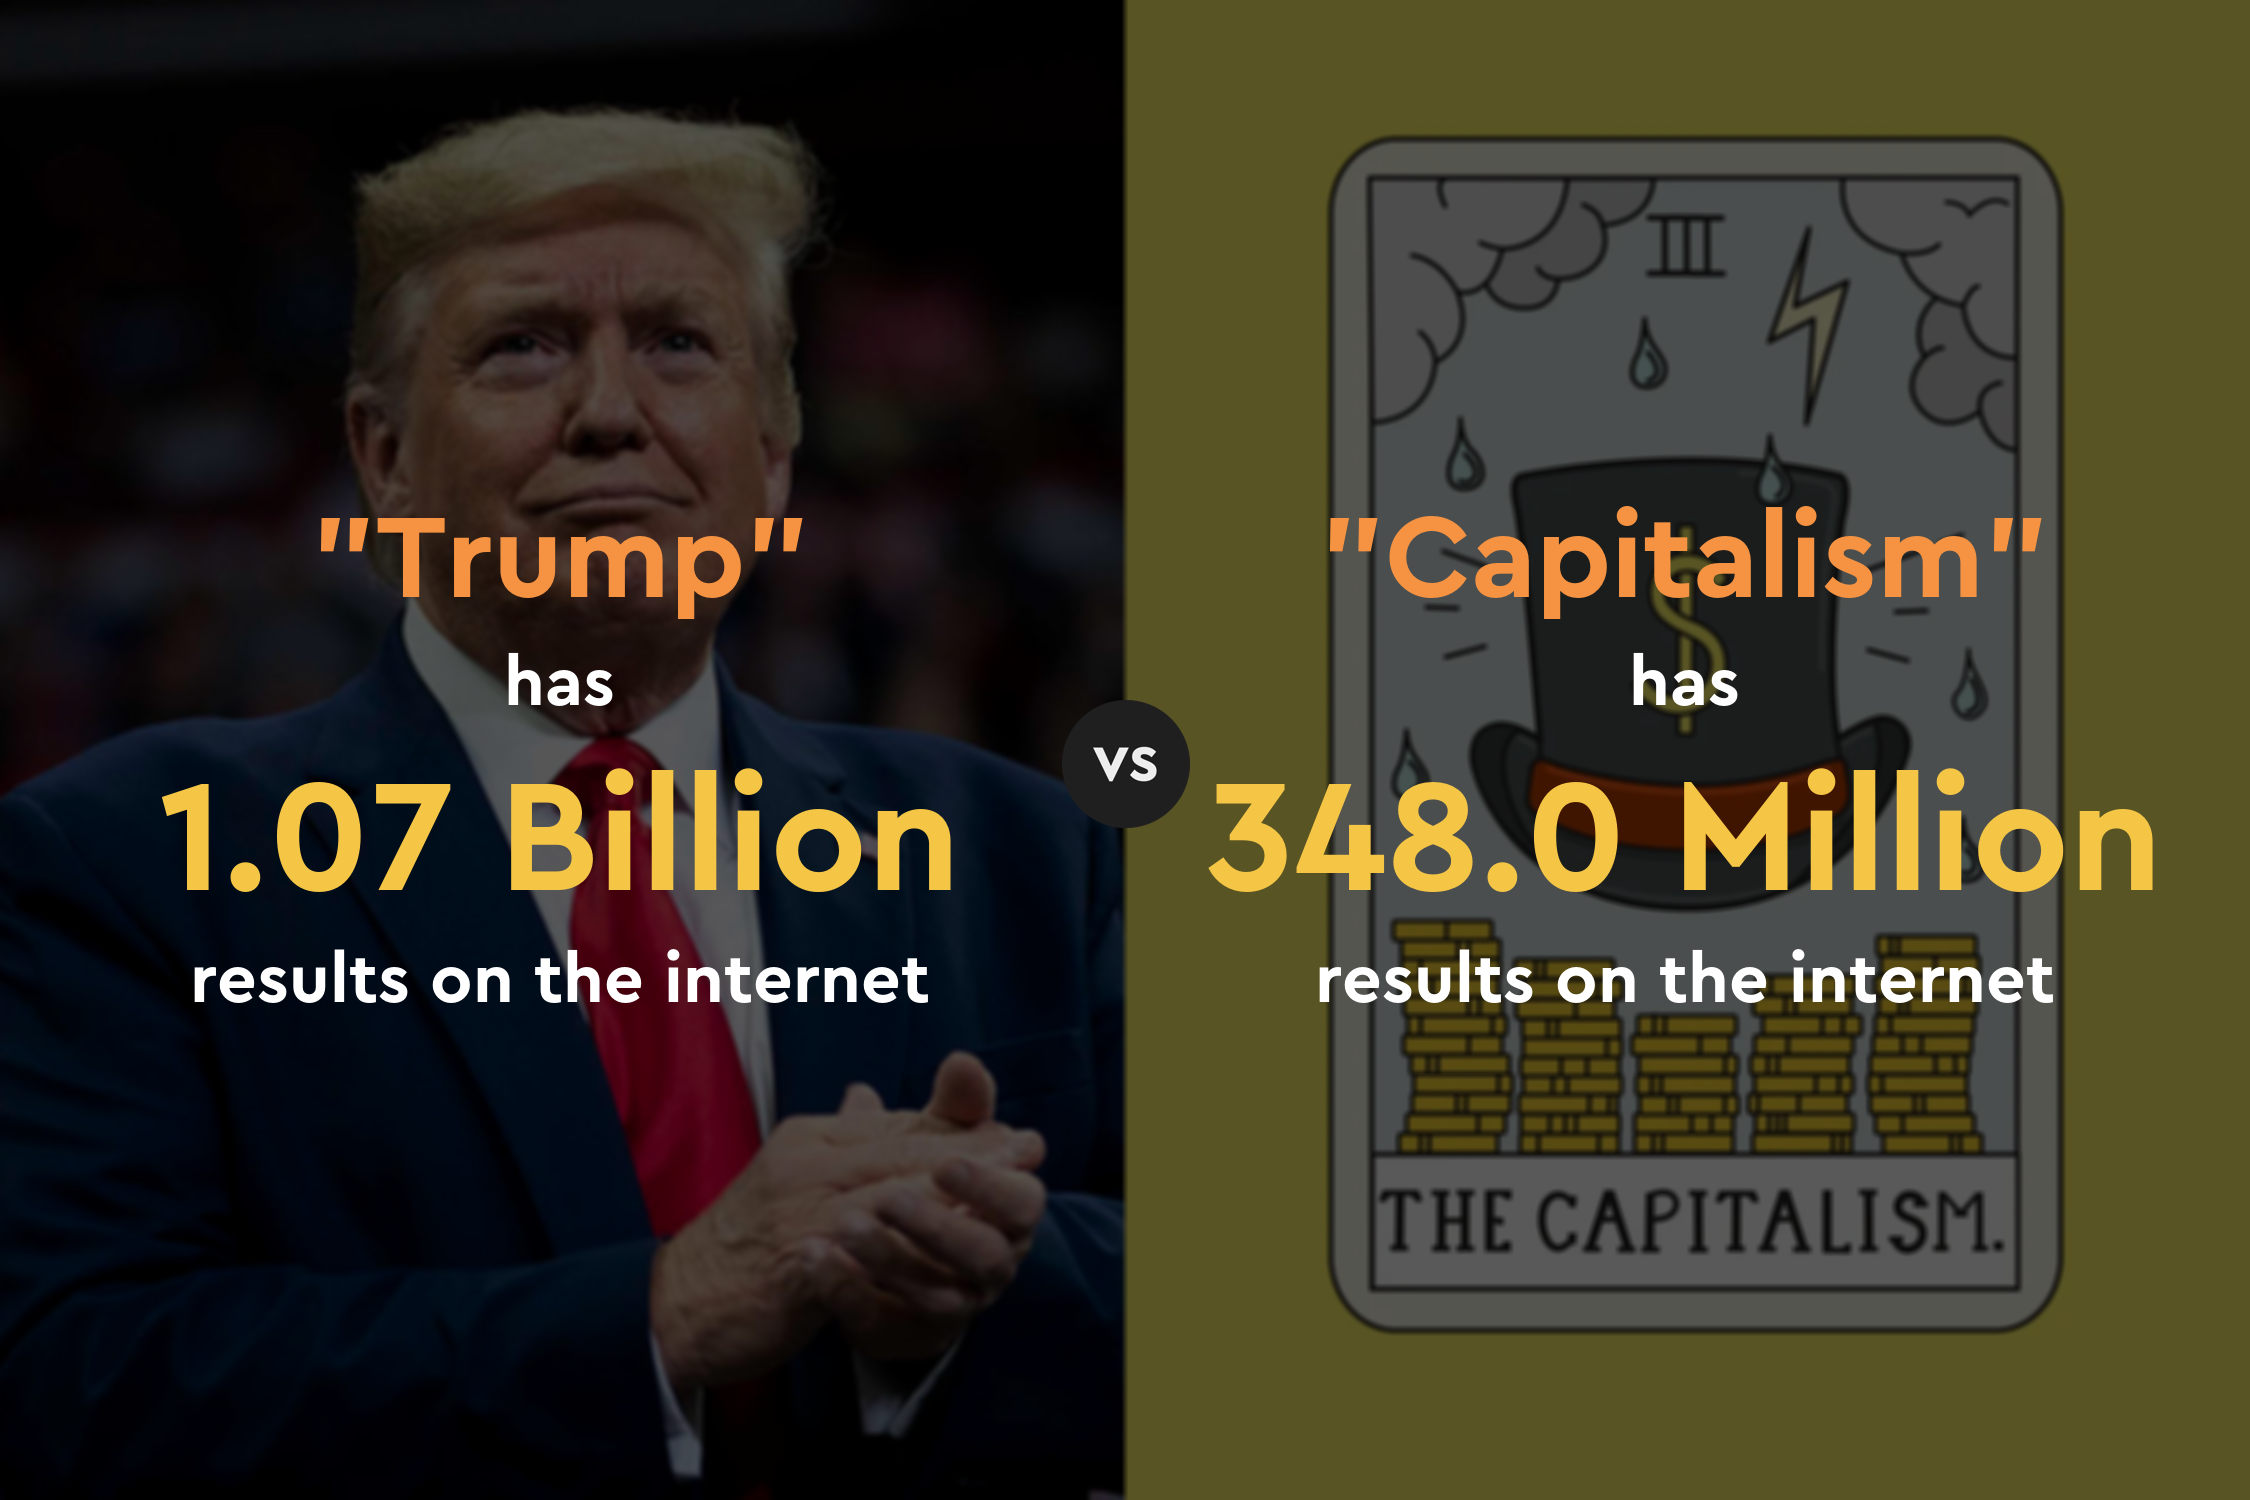 "Trump"
has
1.07 Billion
results on the internet
vs
III
"Capitalism"
has
$
348.0 Million
results on the internet
THE CAPITALISM.